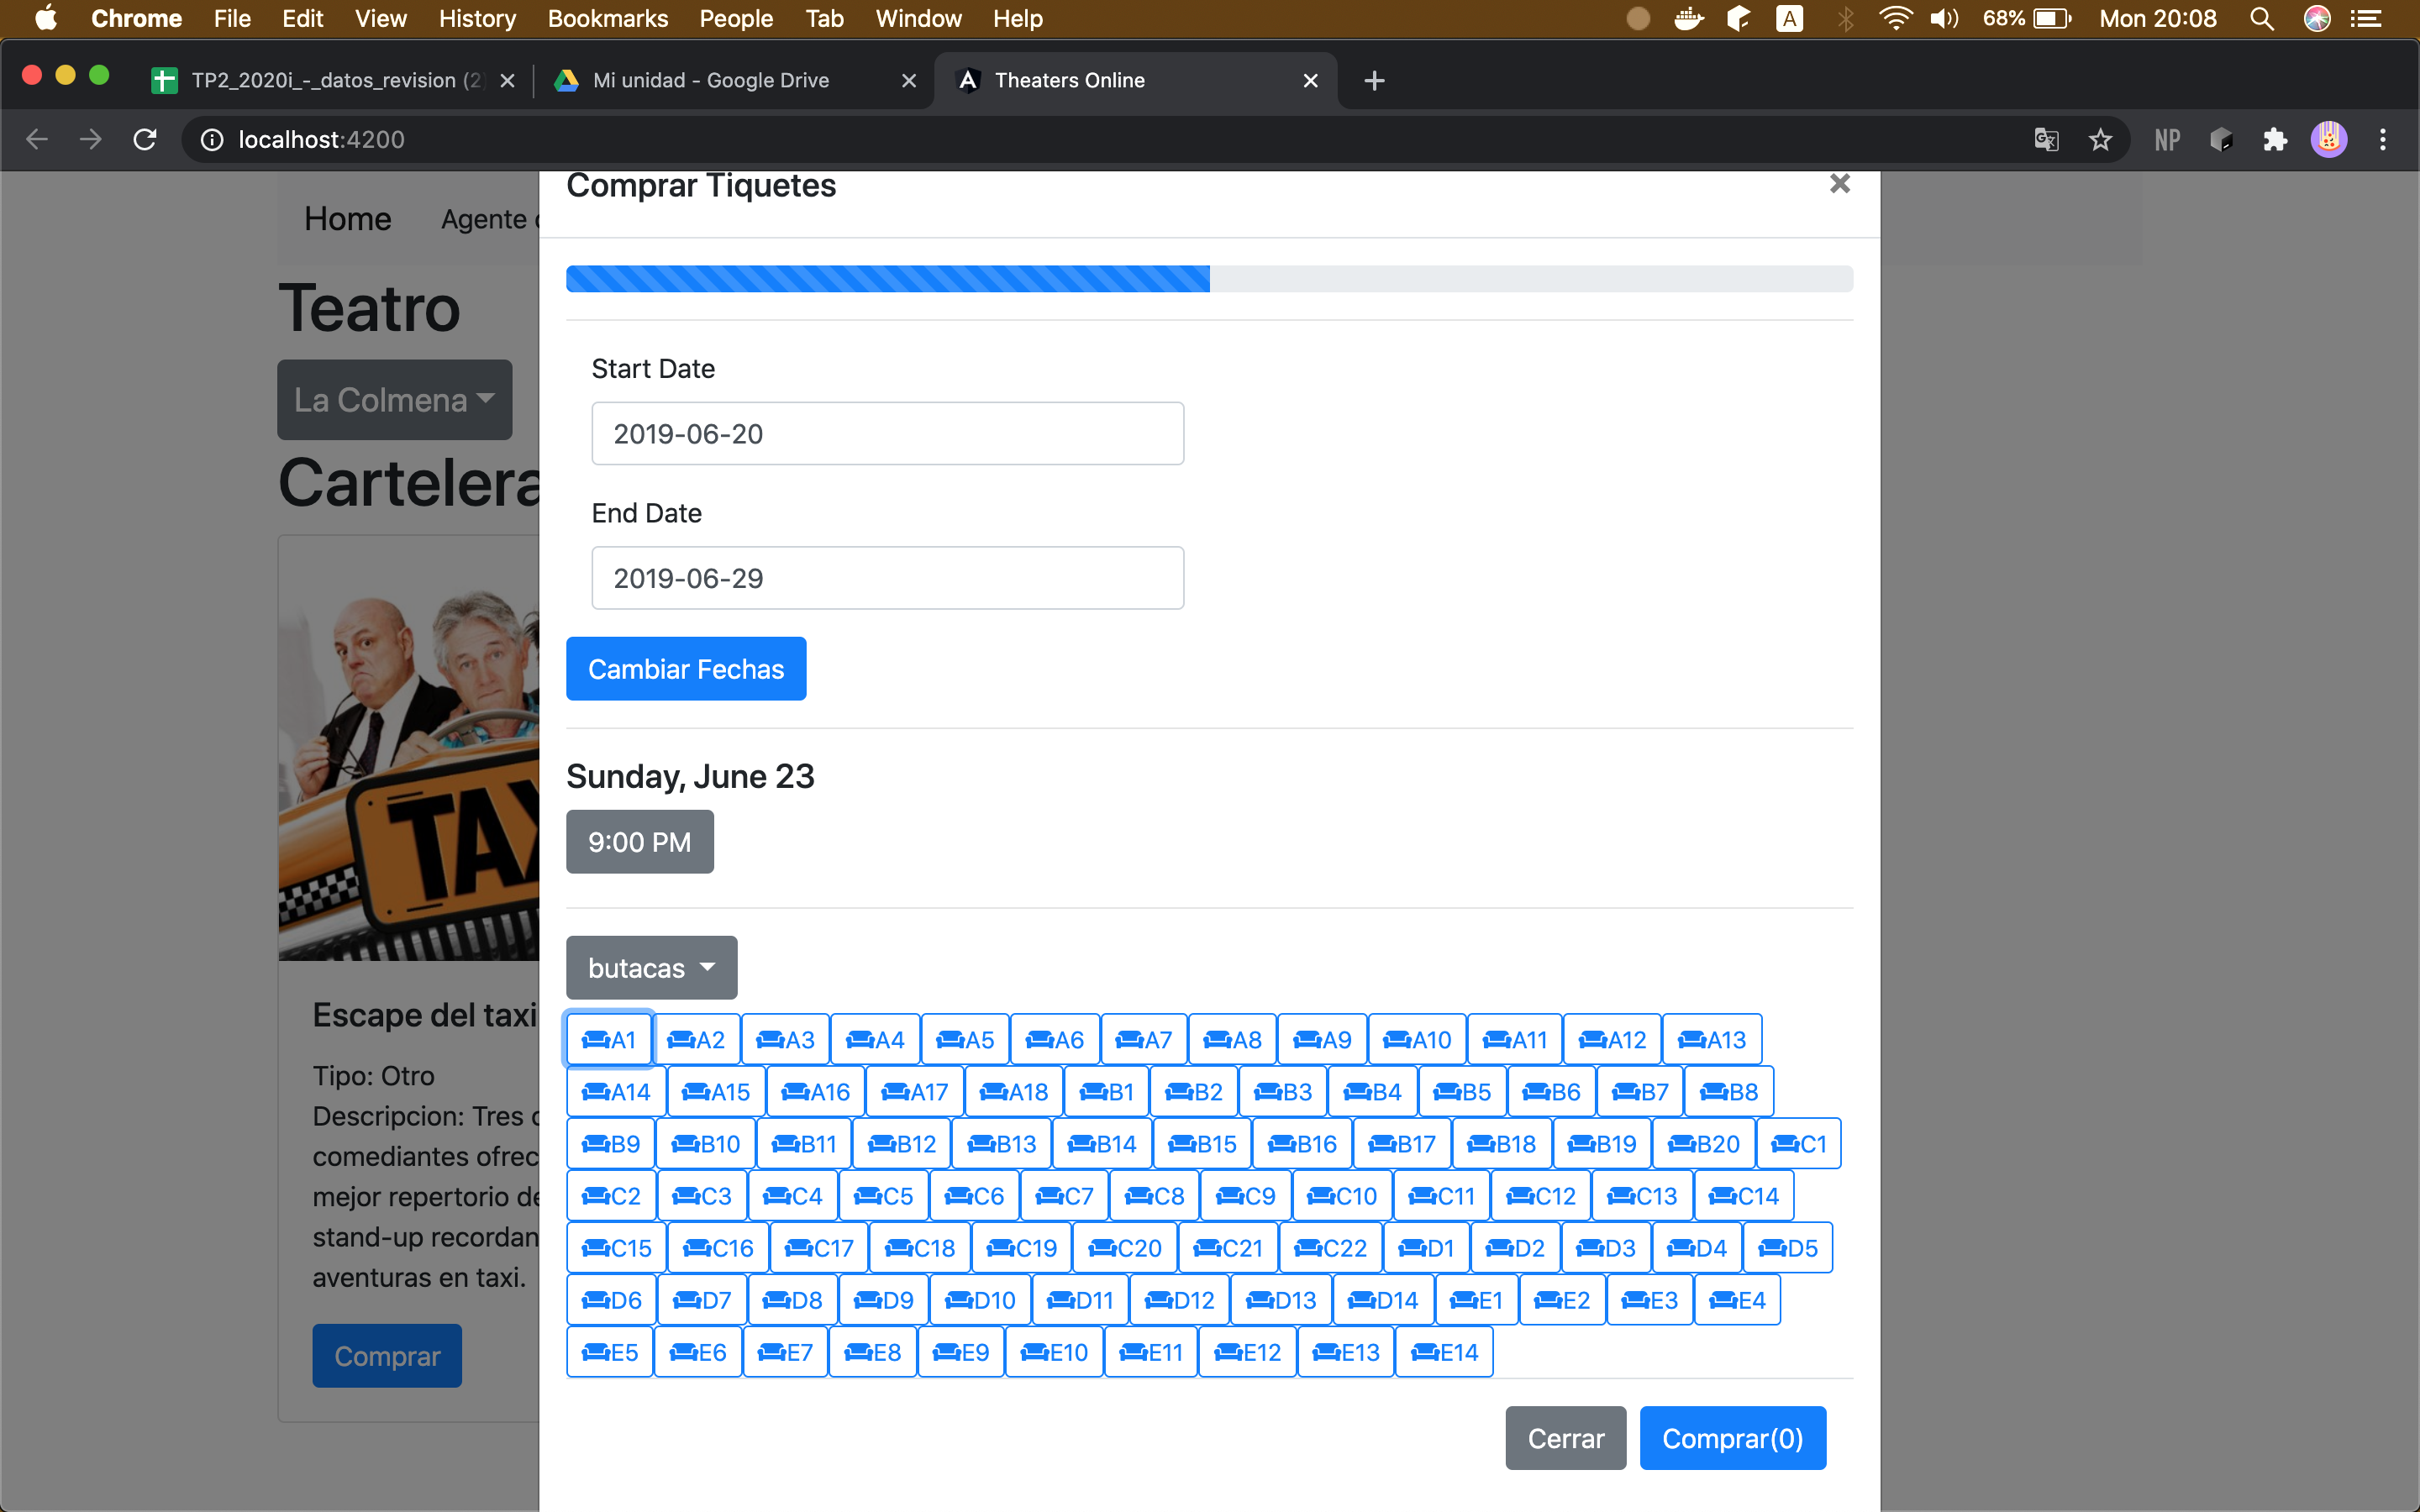 Chrome File Edit View History Bookmarks People Tab Window Help A 68% Mon 20:08
TP2_2020i_-_datos_revision (2) Mi unidad - Google Drive Theaters Online
localhost:4200 NP
Comprar Tiquetes
Home Agente
Teatro
La Colmena
Cartelera
Start Date
2019-06-20
End Date
2019-06-29
Cambiar Fechas
Sunday, June 23
9:00 PM
butacas
A1 A2 A3 A4 A5 A6 A7 A8 A9 A10 A11 A12 A13
A14 A15 A16 A17 A18 B1 B2 B3 B4 B5 B6 B7 B8
B9 B10 B11 B12 B13 B14 B15 B16 B17 B18 B19 B20 C1
C2 C3 C4 C5 C6 C7 C8 C9 C10 C11 C12 C13 C14
C15 C16 C17 C18 C19 C20 C21 C22 D1 D2 D3 D4 D5
D6 D7 D8 D9 D10 D11 D12 D13 D14 E1 E2 E3 E4
E5 E6 E7 E8 E9 E10 E11 E12 E13 E14
Cerrar Comprar(0)
TAX
Escape del taxi
Tipo: Otro
Descripcion: Tres
comediantes ofrec
mejor repertorio de
stand-up recordan
aventuras en taxi.
Comprar